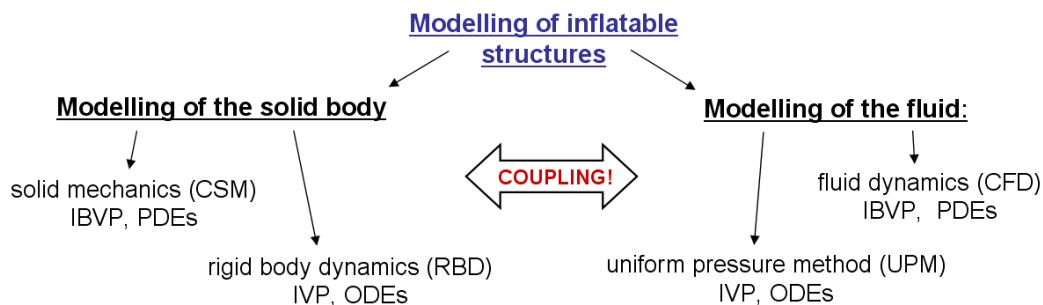 Modelling of inflatable
structures
Modelling of the solid body
Modelling of the fluid:
COUPLING!
solid mechanics (CSM)
IBVP, PDEs
fluid dynamics (CFD)
IBVP, PDEs
rigid body dynamics (RBD)
IVP, ODEs
uniform pressure method (UPM)
IVP, ODEs